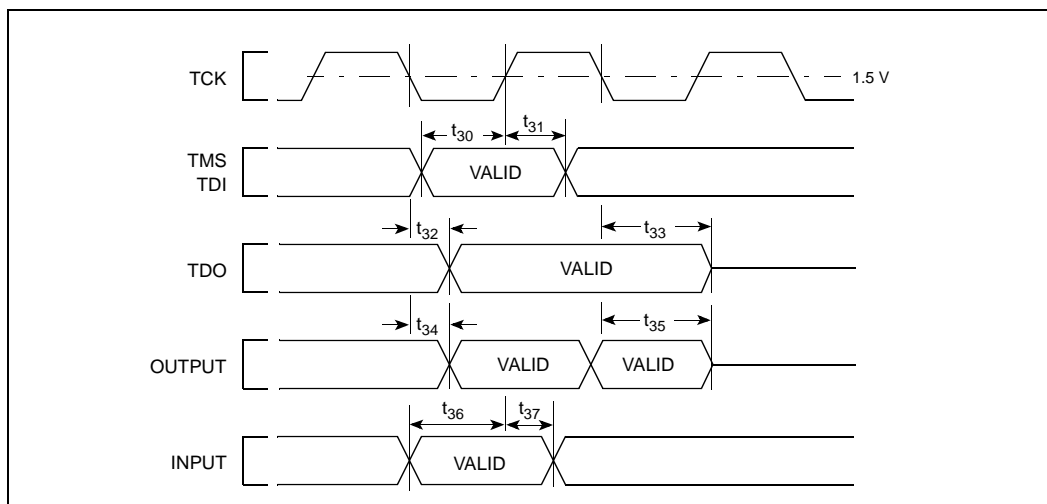 TCK
1.5 V
t30
t31
TMS
TDI
VALID
t32
t33
TDO
VALID
t34
t35
OUTPUT
VALID
VALID
t36
t37
INPUT
VALID